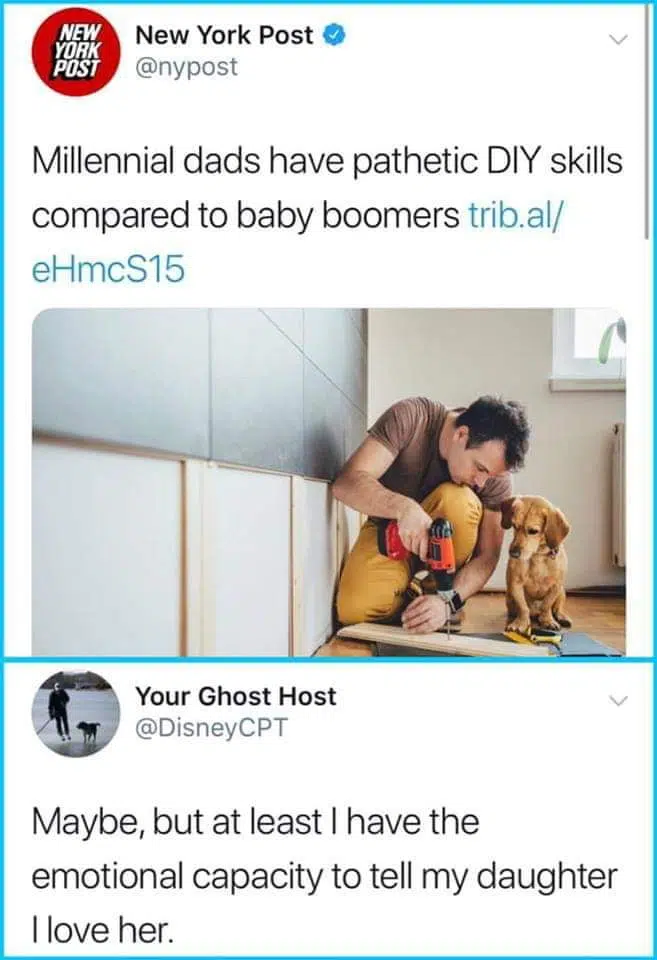 NEW
YORK
POST
New York Post
@nypost
Millennial dads have pathetic DIY skills
compared to baby boomers trib.al/
eHmcS15
Your Ghost Host
@DisneyCPT
Maybe, but at least I have the
emotional capacity to tell my daughter
I love her.